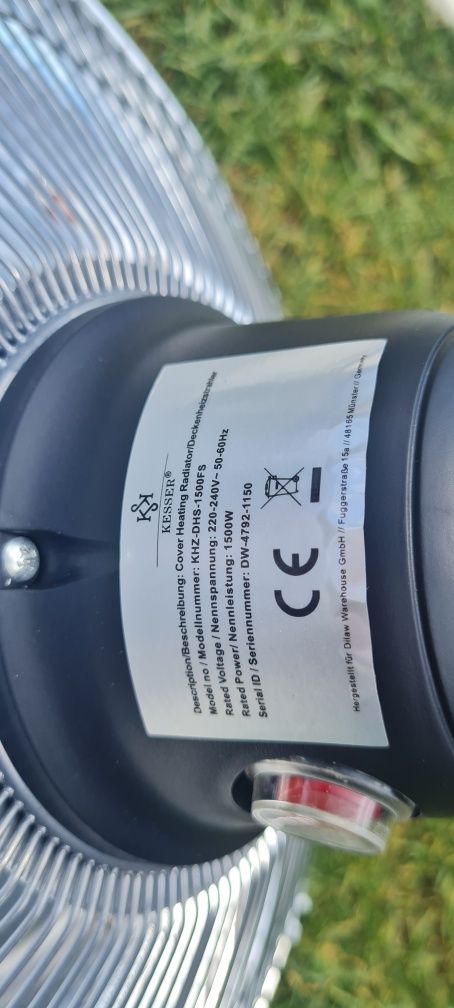 KESSER®
Description/Beschreibung: Cover Heating Radiator/Deckenheizstrahler
Model no / Modellnummer: KHZ-DHS-1500FS
Rated Voltage / Nennspannung: 220-240V~ 50-60Hz
Rated Power/ Nennleistung: 1500W
Serial ID / Seriennummer: DW-4792-1150
CE
Hergestellt für Dilaw Warehouse GmbH // Fuggerstraße 15a // 48165 Münster // Germany